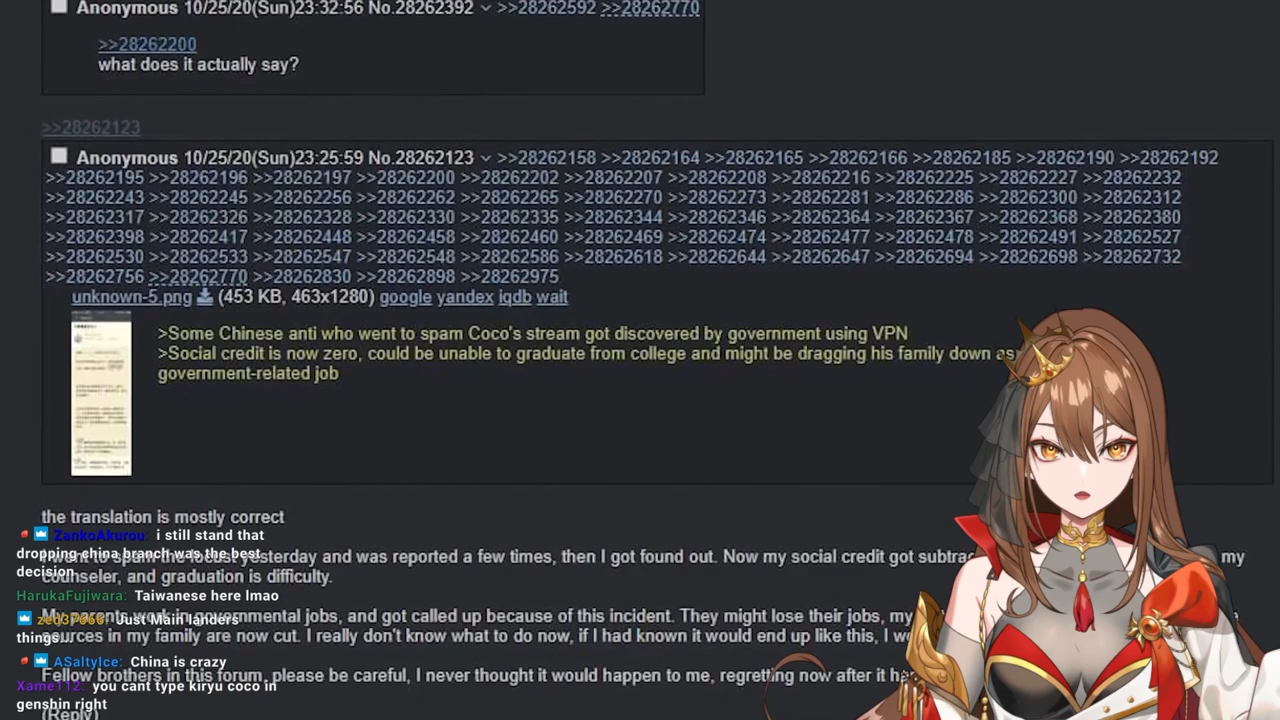 Anonymous 10/25/20(Sun)23:32:56 No.28262392 >>28262592 >>28262770
>>28262200
what does it actually say?
>>28262123
Anonymous 10/25/20(Sun)23:25:59 No.28262123 >>28262158 >>28262164 >>28262165 >>28262166 >>28262185 >>28262190 >>28262192
>>28262195 >>28262196 >>28262197 >>28262200 >>28262202 >>28262207 >>28262208 >>28262216 >>28262225 >>28262227 >>28262232
>>28262243 >>28262245 >>28262256 >>28262262 >>28262265 >>28262270 >>28262273 >>28262281 >>28262286 >>28262300 >>28262312
>>28262317 >>28262326 >>28262328 >>28262330 >>28262335 >>28262344 >>28262346 >>28262364 >>28262367 >>28262368 >>28262380
>>28262398 >>28262417 >>28262448 >>28262458 >>28262460 >>28262469 >>28262474 >>28262477 >>28262478 >>28262491 >>28262527
>>28262530 >>28262533 >>28262547 >>28262548 >>28262586 >>28262618 >>28262644 >>28262647 >>28262694 >>28262698 >>28262732
>>28262756 >>28262770 >>28262830 >>28262898 >>28262975
unknown-5.png (453 KB, 463x1280) google yandex iqdb wait
>Some Chinese anti who went to spam Coco's stream got discovered by government using VPN
>Social credit is now zero, could be unable to graduate from college and might be dragging his family down as
government-related job
the translation is mostly correct
spam yesterday and was reported a few times, then I got found out. Now my social credit got my
counseler, and graduation is difficulty.
My parents work in governmental jobs, and got called up because of this incident. They might lose their jobs, my
in my family are now cut. I really don't know what to do now, if I had known it would end up like this, I
Fellow brothers in this forum, please be careful, I never thought it would happen to me, regretting now after it
(Reply)
ZankoAkurou: i still stand that
dropping china branch was the best
decision
HarukaFujiwara: Taiwanese here lmao
zed37666: Just Main landers
things...
ASaltyIce: China is crazy
Xame112: you cant type kiryu coco in
genshin right